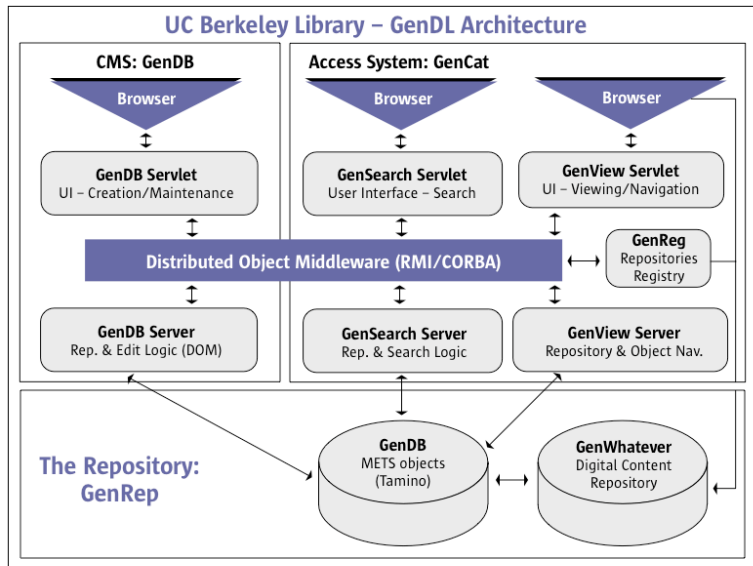 UC Berkeley Library – GenDL Architecture
CMS: GenDB
Access System: GenCat
Browser
Browser
Browser
GenDB Servlet
UI – Creation/Maintenance
GenSearch Servlet
User Interface – Search
GenView Servlet
UI – Viewing/Navigation
Distributed Object Middleware (RMI/CORBA)
GenReg
Repositories
Registry
GenDB Server
Rep. & Edit Logic (DOM)
GenSearch Server
Rep. & Search Logic
GenView Server
Repository & Object Nav.
The Repository:
GenRep
GenDB
METS objects
(Tamino)
GenWhatever
Digital Content
Repository